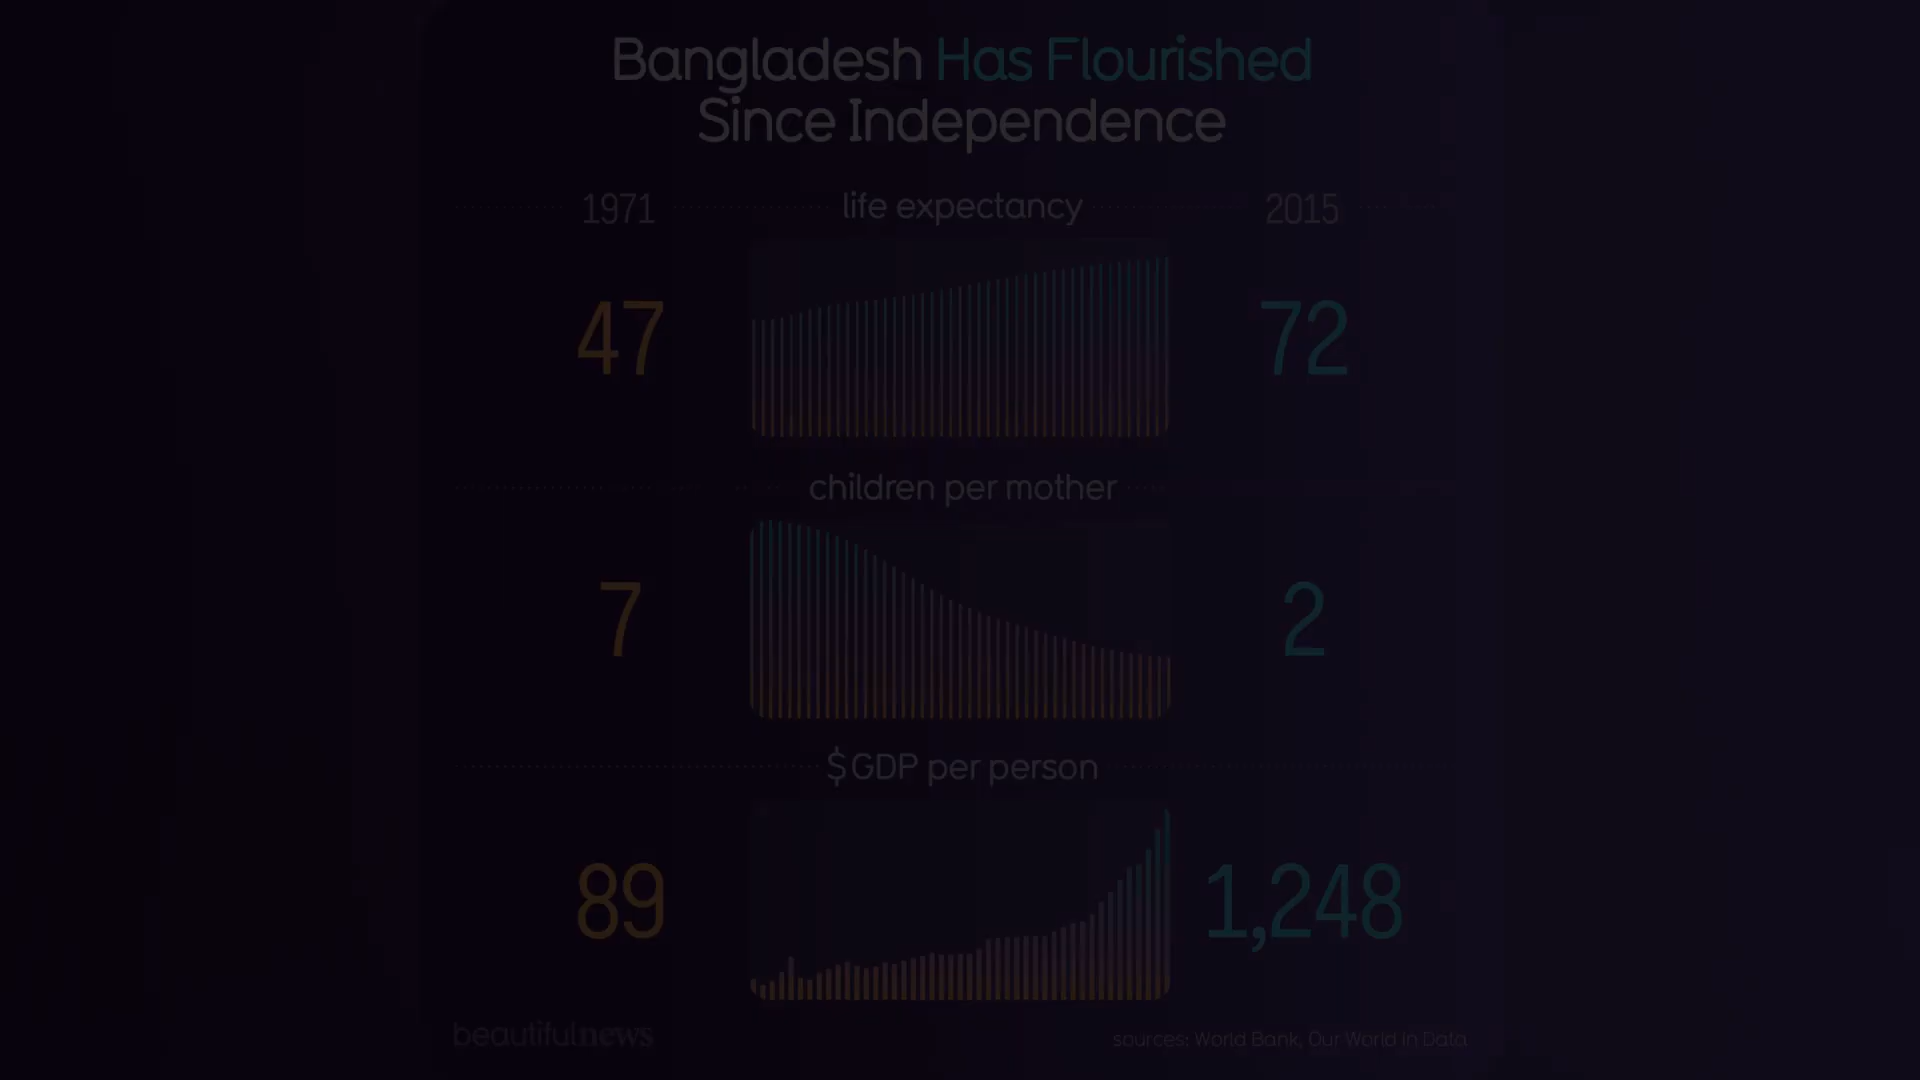 Bangladesh Has Flourished
Since Independence
1971 life expectancy 2015
47 72
children per mother
7 2
$ GDP per person
89 1,248
beautifulnews
sources: World Bank, Our World in Data